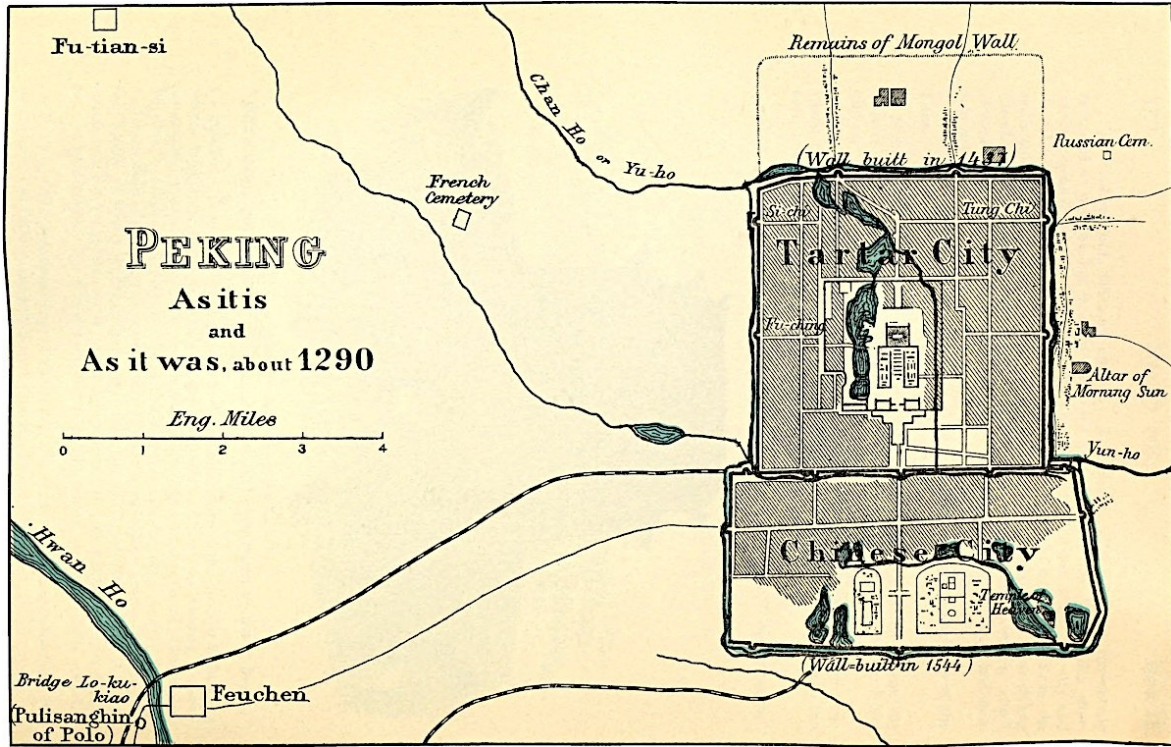 Fu-tian-si
Remains of Mongol Wall
Chan Ho or Yu-ho
(Wall built in 1437)
Russian Cem.
French
Cemetery
Si-chi
Tung Chi
PEKING
As it is
and
As it was, about 1290
Tartar City
Fu-ching
Altar of
Morning Sun
Eng. Miles
0 1 2 3 4
Yun-ho
Hwan Ho
Chinese City
Temple of
Heaven
(Wall built in 1544)
Bridge Lo-ku-
kiao
(Pulisanghin
of Polo)
Feuchen